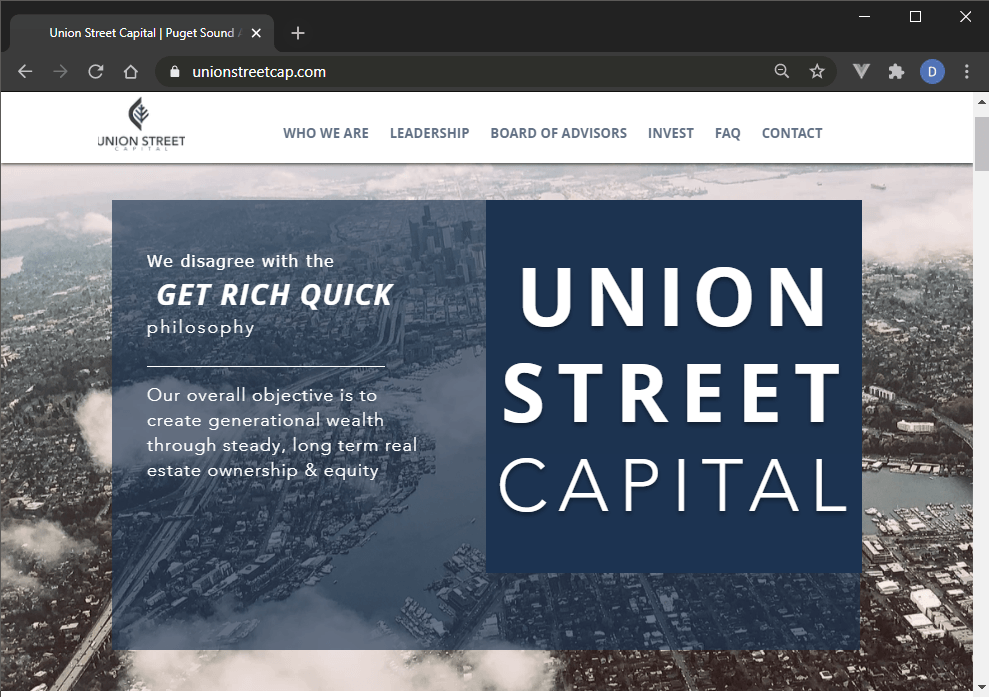 Union Street Capital | Puget Sound
unionstreetcap.com
D
UNION STREET
CAPITAL
WHO WE ARE LEADERSHIP BOARD OF ADVISORS INVEST FAQ CONTACT
We disagree with the
GET RICH QUICK
philosophy
Our overall objective is to
create generational wealth
through steady, long term real
estate ownership & equity
UNION
STREET
CAPITAL